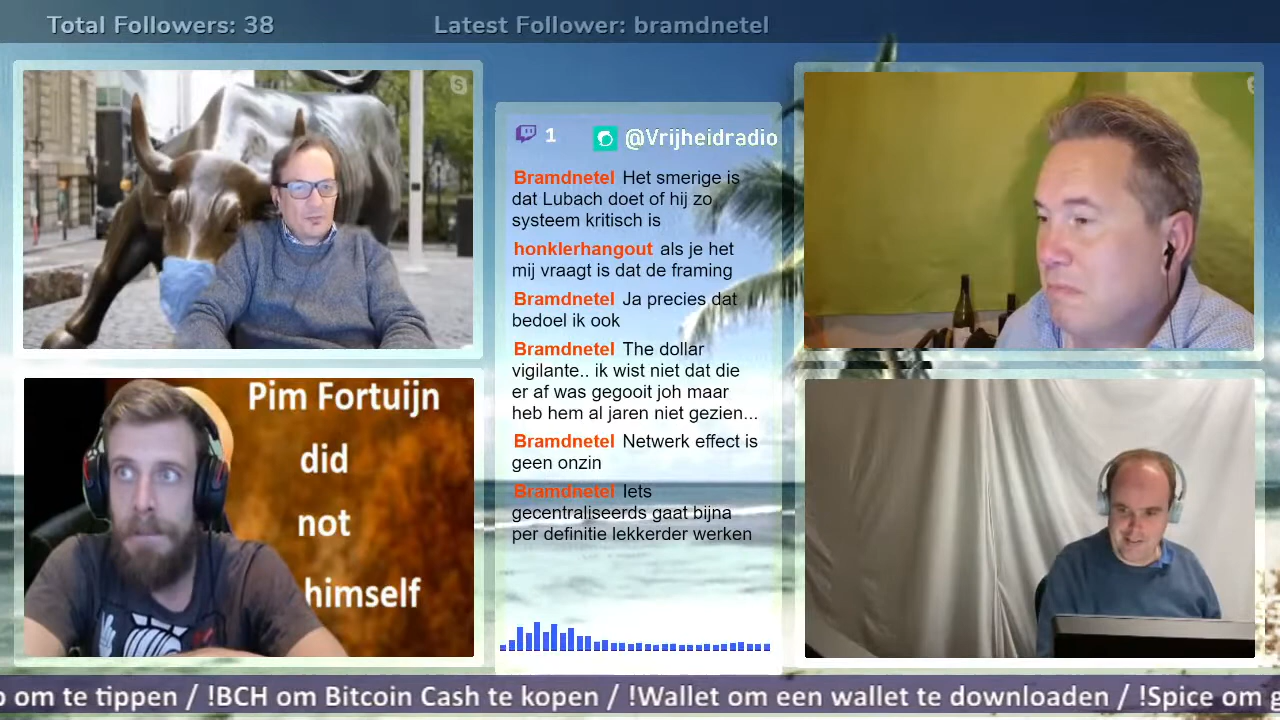 Total Followers: 38
Latest Follower: bramdnetel
1
@Vrijheidradio
Bramdnetel Het smerige is
dat Lubach doet of hij zo
systeem kritisch is
honklerhangout als je het
mij vraagt is dat de framing
Bramdnetel Ja precies dat
bedoel ik ook
Bramdnetel The dollar
vigilante.. ik wist niet dat die
er af was gegooit joh maar
heb hem al jaren niet gezien...
Bramdnetel Netwerk effect is
geen onzin
Bramdnetel Iets
gecentraliseerds gaat bijna
per definitie lekkerder werken
Pim Fortuijn
did
not
himself
o om te tippen / !BCH om Bitcoin Cash te kopen / !Wallet om een wallet te downloaden / !Spice om g